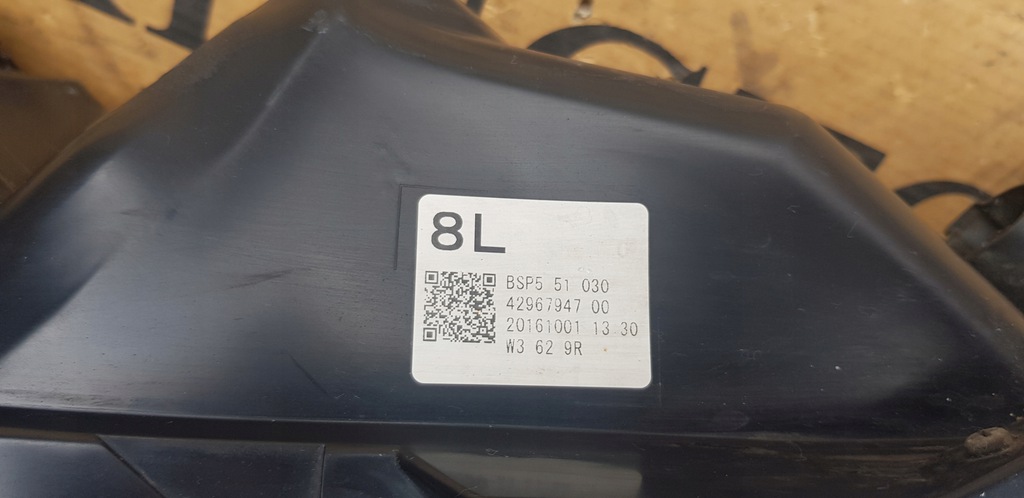 8L
BSP5 51 030
42967947 00
20161001 13 30
W3 62 9R